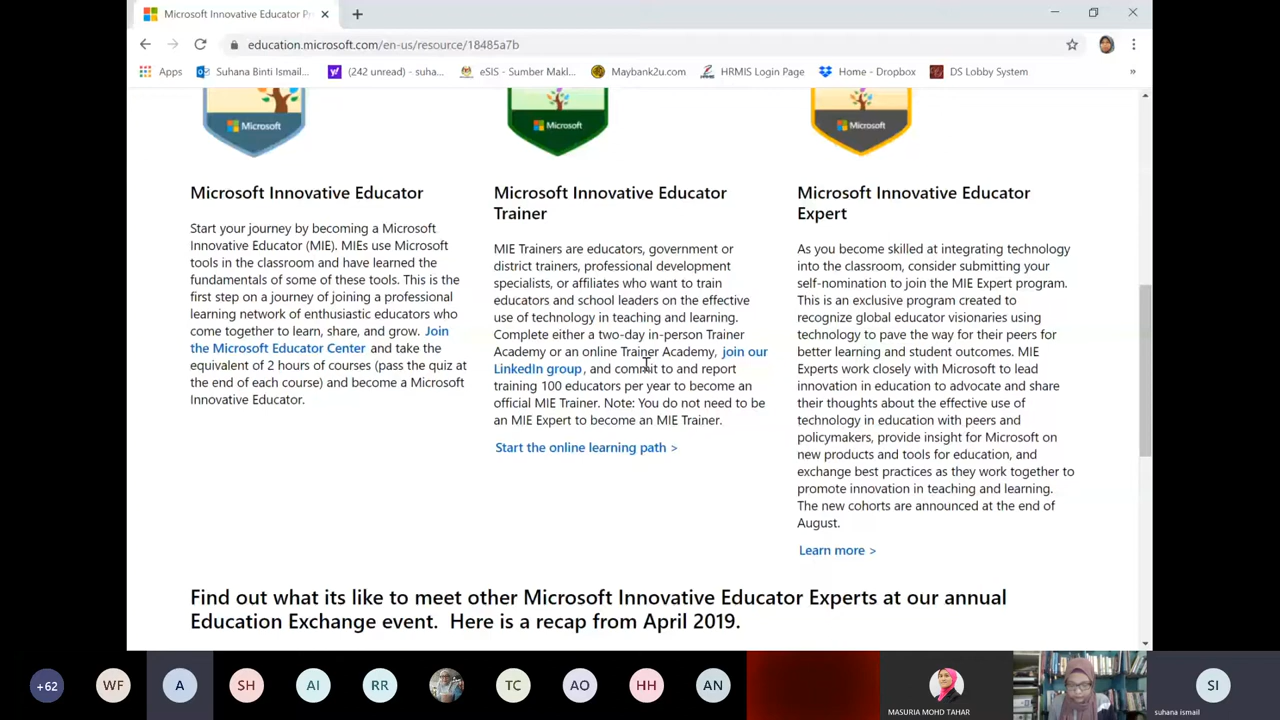 Microsoft Innovative Educator Pr
education.microsoft.com/en-us/resource/18485a7b
Apps
Suhana Binti Ismail...
(242 unread) - suha...
eSIS - Sumber Makl...
Maybank2u.com
HRMIS Login Page
Home - Dropbox
DS Lobby System
»
Microsoft
Microsoft
Microsoft
Microsoft Innovative Educator
Start your journey by becoming a Microsoft
Innovative Educator (MIE). MIEs use Microsoft
tools in the classroom and have learned the
fundamentals of some of these tools. This is the
first step on a journey of joining a professional
learning network of enthusiastic educators who
come together to learn, share, and grow. Join
the Microsoft Educator Center and take the
equivalent of 2 hours of courses (pass the quiz at
the end of each course) and become a Microsoft
Innovative Educator.
Microsoft Innovative Educator
Trainer
MIE Trainers are educators, government or
district trainers, professional development
specialists, or affiliates who want to train
educators and school leaders on the effective
use of technology in teaching and learning.
Complete either a two-day in-person Trainer
Academy or an online Trainer Academy, join our
LinkedIn group, and commit to and report
training 100 educators per year to become an
official MIE Trainer. Note: You do not need to be
an MIE Expert to become an MIE Trainer.
Start the online learning path >
Microsoft Innovative Educator
Expert
As you become skilled at integrating technology
into the classroom, consider submitting your
self-nomination to join the MIE Expert program.
This is an exclusive program created to
recognize global educator visionaries using
technology to pave the way for their peers for
better learning and student outcomes. MIE
Experts work closely with Microsoft to lead
innovation in education to advocate and share
their thoughts about the effective use of
technology in education with peers and
policymakers, provide insight for Microsoft on
new products and tools for education, and
exchange best practices as they work together to
promote innovation in teaching and learning.
The new cohorts are announced at the end of
August.
Learn more >
Find out what its like to meet other Microsoft Innovative Educator Experts at our annual
Education Exchange event. Here is a recap from April 2019.
+62
WF
A
SH
AI
RR
TC
AO
HH
AN
MASURIA MOHD TAHAR
SI
suhana ismail